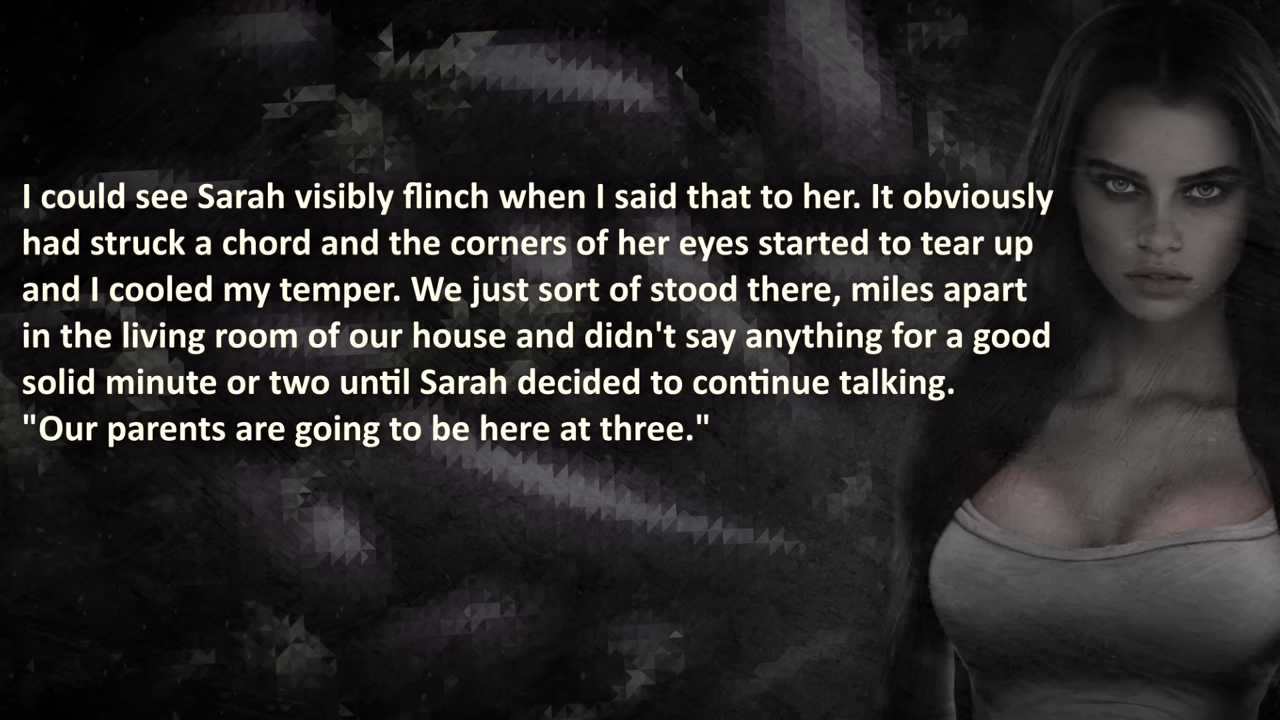 I could see Sarah visibly flinch when I said that to her. It obviously
had struck a chord and the corners of her eyes started to tear up
and I cooled my temper. We just sort of stood there, miles apart
in the living room of our house and didn't say anything for a good
solid minute or two until Sarah decided to continue talking.
"Our parents are going to be here at three."